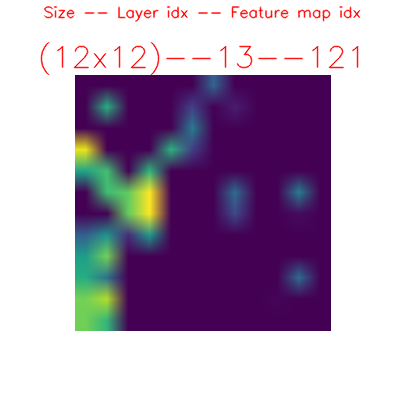 Size -- Layer idx -- Feature map idx
(12x12)--13--121